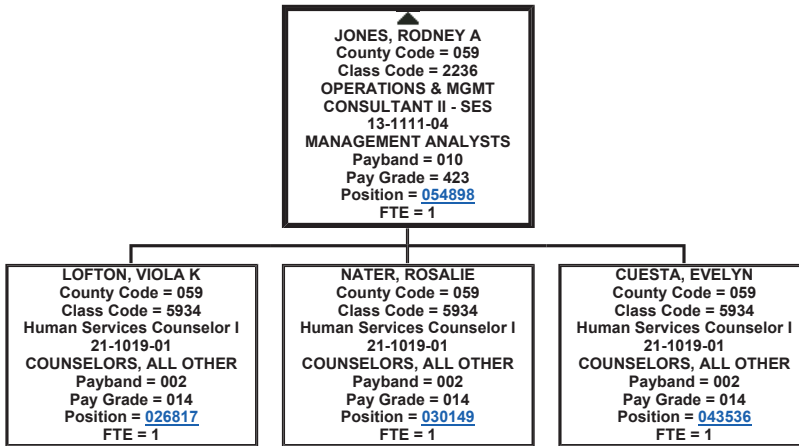 JONES, RODNEY A
County Code = 059
Class Code = 2236
OPERATIONS & MGMT
CONSULTANT II - SES
13-1111-04
MANAGEMENT ANALYSTS
Payband = 010
Pay Grade = 423
Position = 054898
FTE = 1
LOFTON, VIOLA K
County Code = 059
Class Code = 5934
Human Services Counselor I
21-1019-01
COUNSELORS, ALL OTHER
Payband = 002
Pay Grade = 014
Position = 026817
FTE = 1
NATER, ROSALIE
County Code = 059
Class Code = 5934
Human Services Counselor I
21-1019-01
COUNSELORS, ALL OTHER
Payband = 002
Pay Grade = 014
Position = 030149
FTE = 1
CUESTA, EVELYN
County Code = 059
Class Code = 5934
Human Services Counselor I
21-1019-01
COUNSELORS, ALL OTHER
Payband = 002
Pay Grade = 014
Position = 043536
FTE = 1